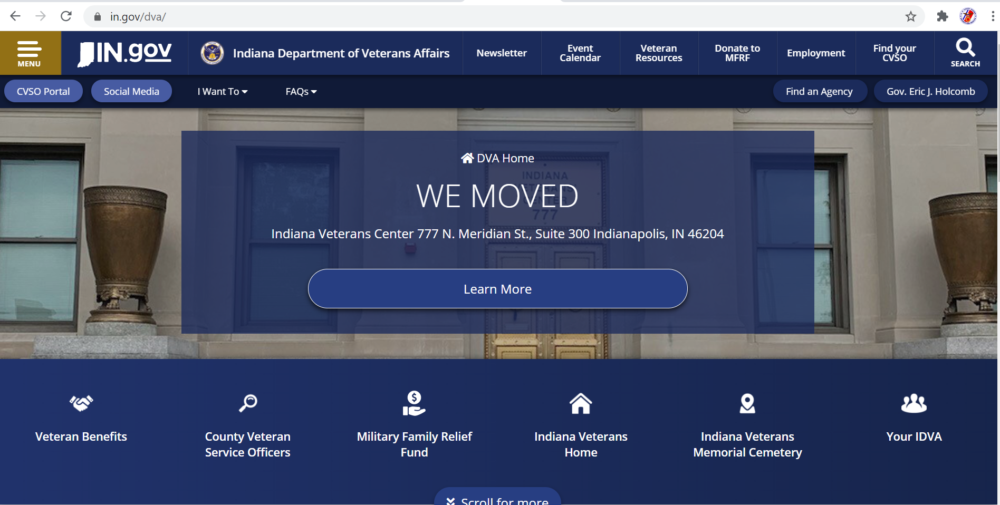 in.gov/dva/
MENU
IN.gov
Indiana Department of Veterans Affairs
Newsletter
Event
Calendar
Veteran
Resources
Donate to
MFRF
Employment
Find your
CVSO
SEARCH
CVSO Portal
Social Media
I Want To
FAQs
Find an Agency
Gov. Eric J. Holcomb
DVA Home
INDIANA
VETERANS
CENTER
777
WE MOVED
Indiana Veterans Center 777 N. Meridian St., Suite 300 Indianapolis, IN 46204
Learn More
Veteran Benefits
County Veteran
Service Officers
Military Family Relief
Fund
Indiana Veterans
Home
Indiana Veterans
Memorial Cemetery
Your IDVA
Scroll for more